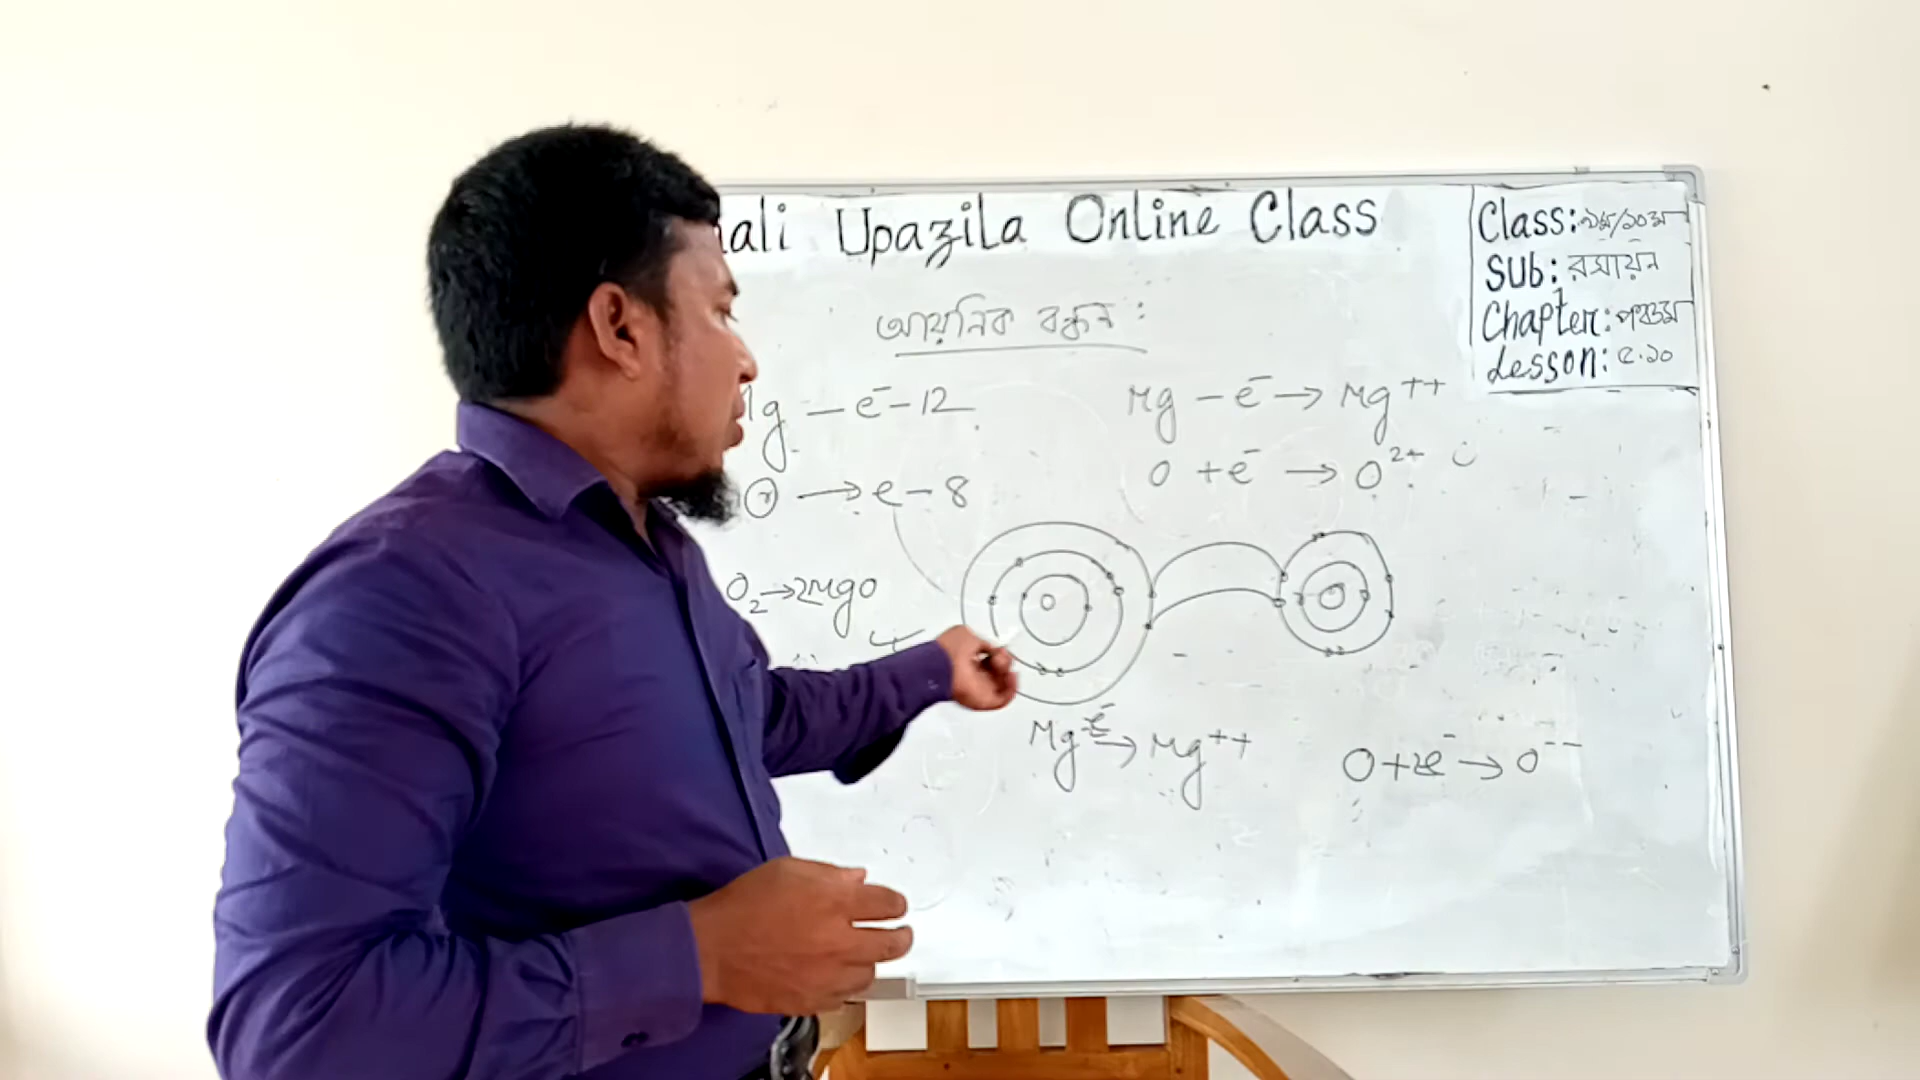 ali Upazila Online Class
Class: ৯ম/১০ম
Sub: রসায়ন
Chapter: পঞ্চম
Lesson: ৫.১০
আয়নিক বন্ধন:
Mg – e⁻ – 12
Mg – e⁻ → Mg⁺⁺
→ e – 8
O + e⁻ → O²⁺
O₂ → 2MgO
Mg → Mg⁺⁺
O + 2e⁻ → O⁻⁻